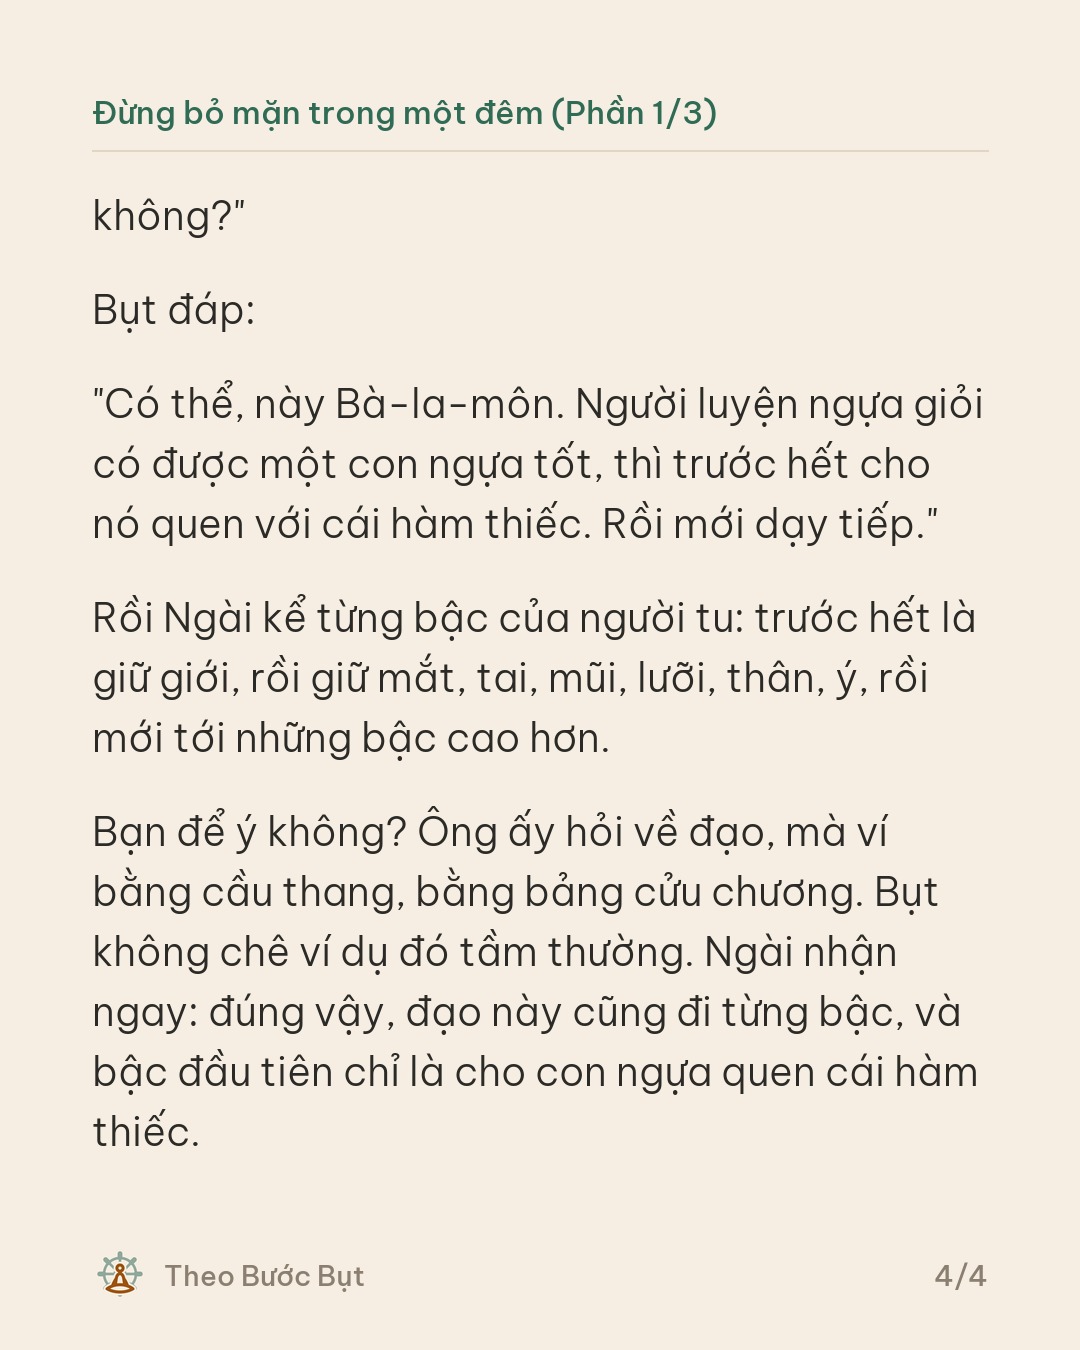 Đừng bỏ mặn trong một đêm (Phần 1/3)
không?"
Bụt đáp:
"Có thể, này Bà-la-môn. Người luyện ngựa giỏi
có được một con ngựa tốt, thì trước hết cho
nó quen với cái hàm thiếc. Rồi mới dạy tiếp."
Rồi Ngài kể từng bậc của người tu: trước hết là
giữ giới, rồi giữ mắt, tai, mũi, lưỡi, thân, ý, rồi
mới tới những bậc cao hơn.
Bạn để ý không? Ông ấy hỏi về đạo, mà ví
bằng cầu thang, bằng bảng cửu chương. Bụt
không chê ví dụ đó tầm thường. Ngài nhận
ngay: đúng vậy, đạo này cũng đi từng bậc, và
bậc đầu tiên chỉ là cho con ngựa quen cái hàm
thiếc.
Theo Bước Bụt
4/4